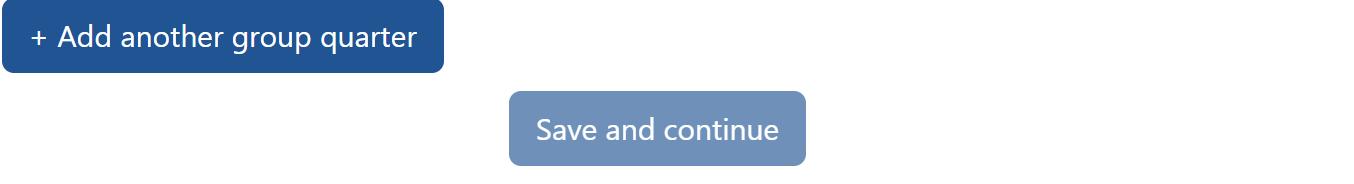 + Add another group quarter
Save and continue